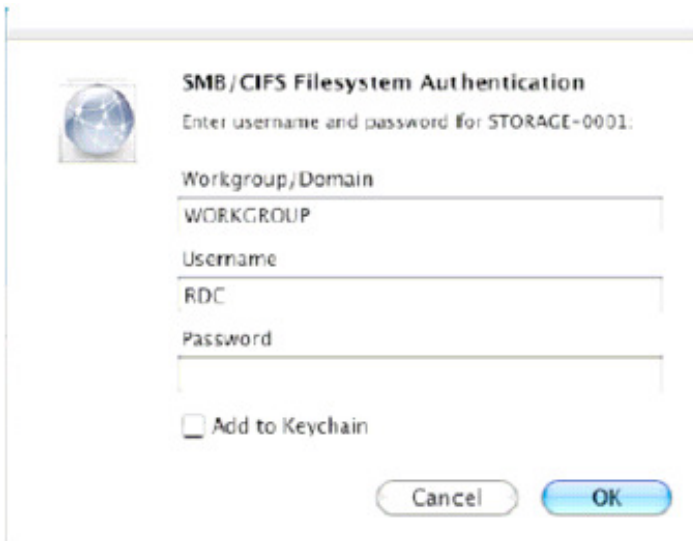 SMB/CIFS Filesystem Authentication
Enter username and password for STORAGE-0001:
Workgroup/Domain
WORKGROUP
Username
RDC
Password
Add to Keychain
Cancel
OK